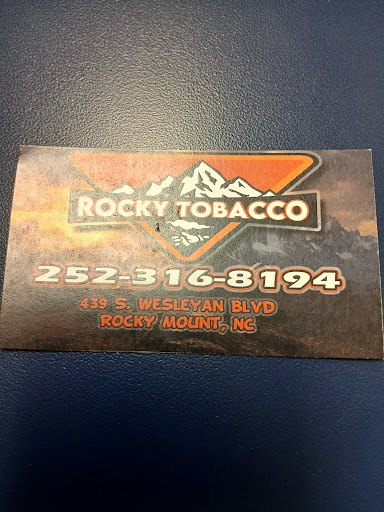 ROCKY TOBACCO
252-316-8194
439 S. WESLEYAN BLVD
ROCKY MOUNT, NC